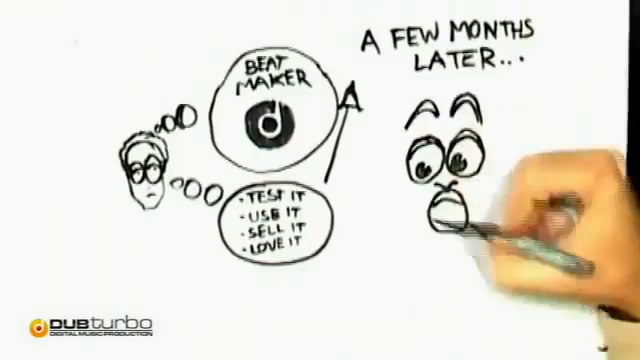 A FEW MONTHS
LATER...
BEAT
MAKER
d
• TEST IT
• USE IT
• SELL IT
• LOVE IT
d DUBturbo
DIGITAL MUSIC PRODUCTION